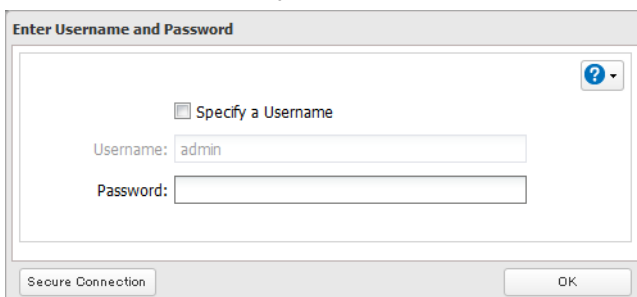 Enter Username and Password
?
Specify a Username
Username: admin
Password:
Secure Connection OK